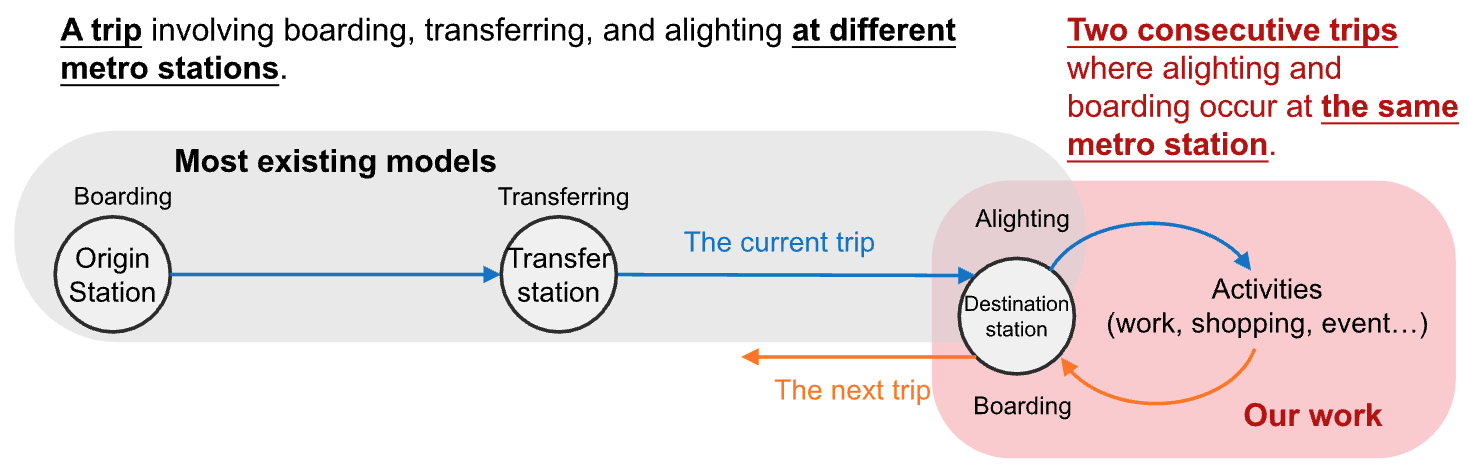 A trip involving boarding, transferring, and alighting at different
metro stations.
Two consecutive trips
where alighting and
boarding occur at the same
metro station.
Most existing models
Boarding
Origin
Station
Transferring
Transfer
station
The current trip
Alighting
Destination
station
Boarding
Activities
(work, shopping, event…)
The next trip
Our work